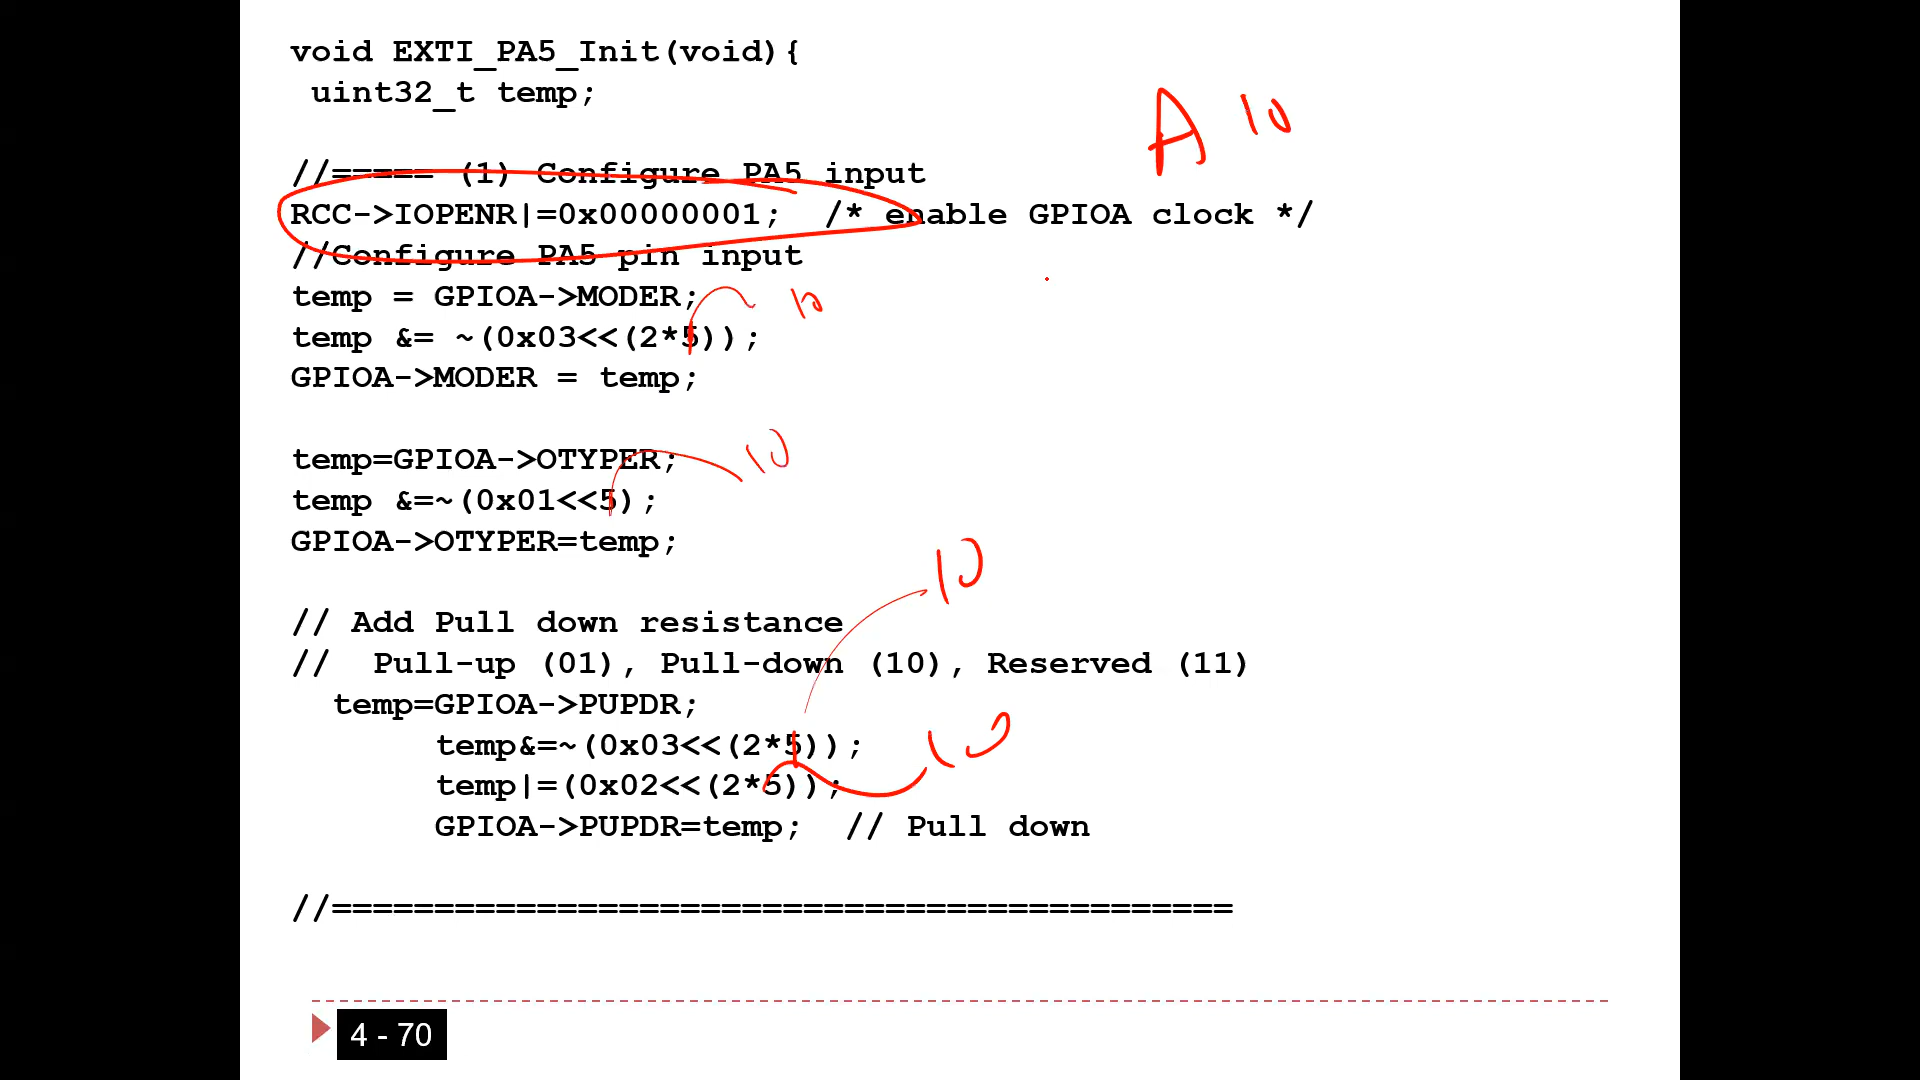 void EXTI_PA5_Init(void){
uint32_t temp;
A 10
//===== (1) Configure PA5 input
RCC->IOPENR|=0x00000001; /* enable GPIOA clock */
//Configure PA5 pin input
temp = GPIOA->MODER;
10
temp &= ~(0x03<<(2*5));
GPIOA->MODER = temp;
10
temp=GPIOA->OTYPER;
temp &=~(0x01<<5);
GPIOA->OTYPER=temp;
10
// Add Pull down resistance
// Pull-up (01), Pull-down (10), Reserved (11)
temp=GPIOA->PUPDR;
temp&=~(0x03<<(2*5));
10
temp|=(0x02<<(2*5));
GPIOA->PUPDR=temp; // Pull down
//============================================
4 - 70